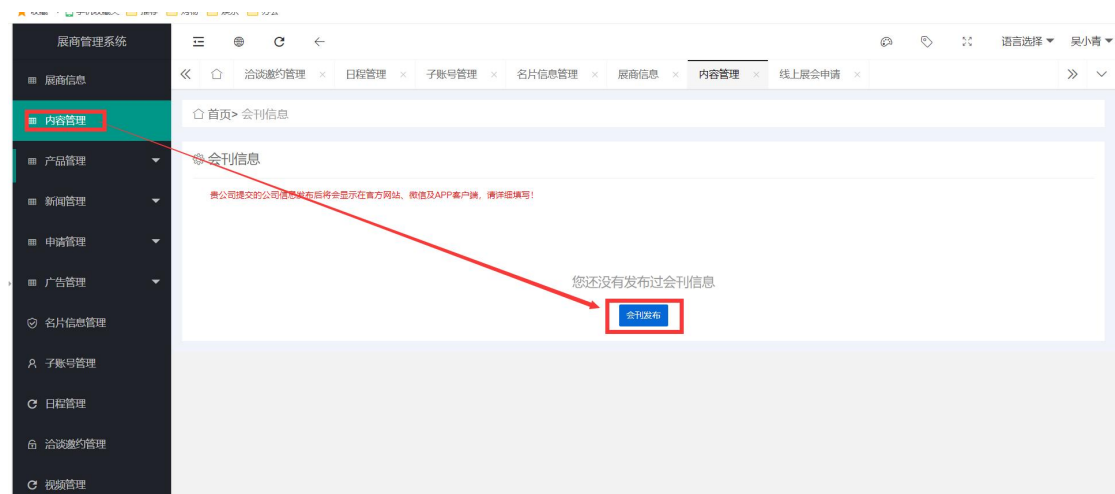 展商管理系统
语言选择
吴小青
洽谈邀约管理
日程管理
子账号管理
名片信息管理
展商信息
内容管理
线上展会申请
展商信息
内容管理
产品管理
新闻管理
申请管理
广告管理
名片信息管理
子账号管理
日程管理
洽谈邀约管理
视频管理
首页> 会刊信息
会刊信息
贵公司提交的公司信息发布后将会显示在官方网站、微信及APP客户端，请详细填写！
您还没有发布过会刊信息
会刊发布